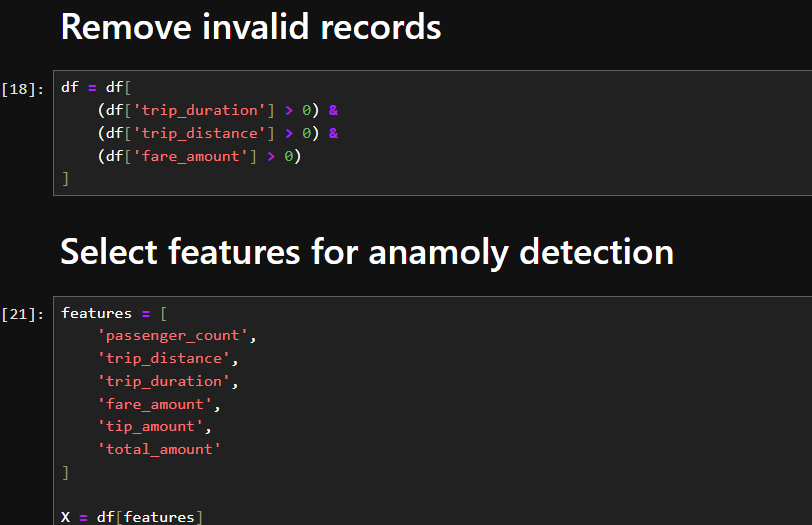 Remove invalid records
[18]: df = df[
    (df['trip_duration'] > 0) &
    (df['trip_distance'] > 0) &
    (df['fare_amount'] > 0)
]
Select features for anamoly detection
[21]: features = [
    'passenger_count',
    'trip_distance',
    'trip_duration',
    'fare_amount',
    'tip_amount',
    'total_amount'
]
X = df[features]